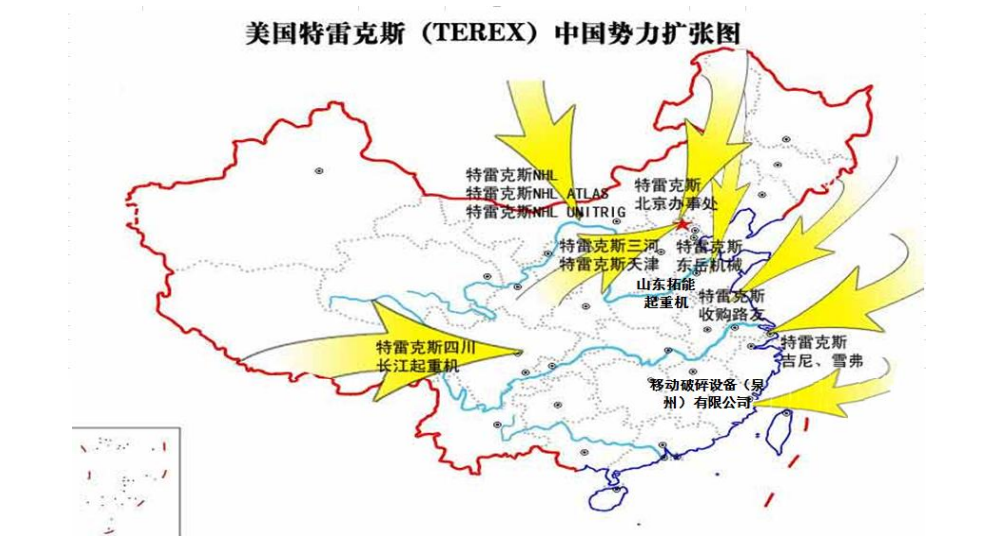 美国特雷克斯（TEREX）中国势力扩张图
特雷克斯NHL
特雷克斯NHL ATLAS
特雷克斯NHL UNITRIG
特雷克斯
北京办事处
特雷克斯三河
特雷克斯天津
特雷克斯
东岳机械
山东拓能
起重机
特雷克斯
收购路友
特雷克斯四川
长江起重机
特雷克斯
吉尼、雪弗
移动破碎设备（泉
州）有限公司